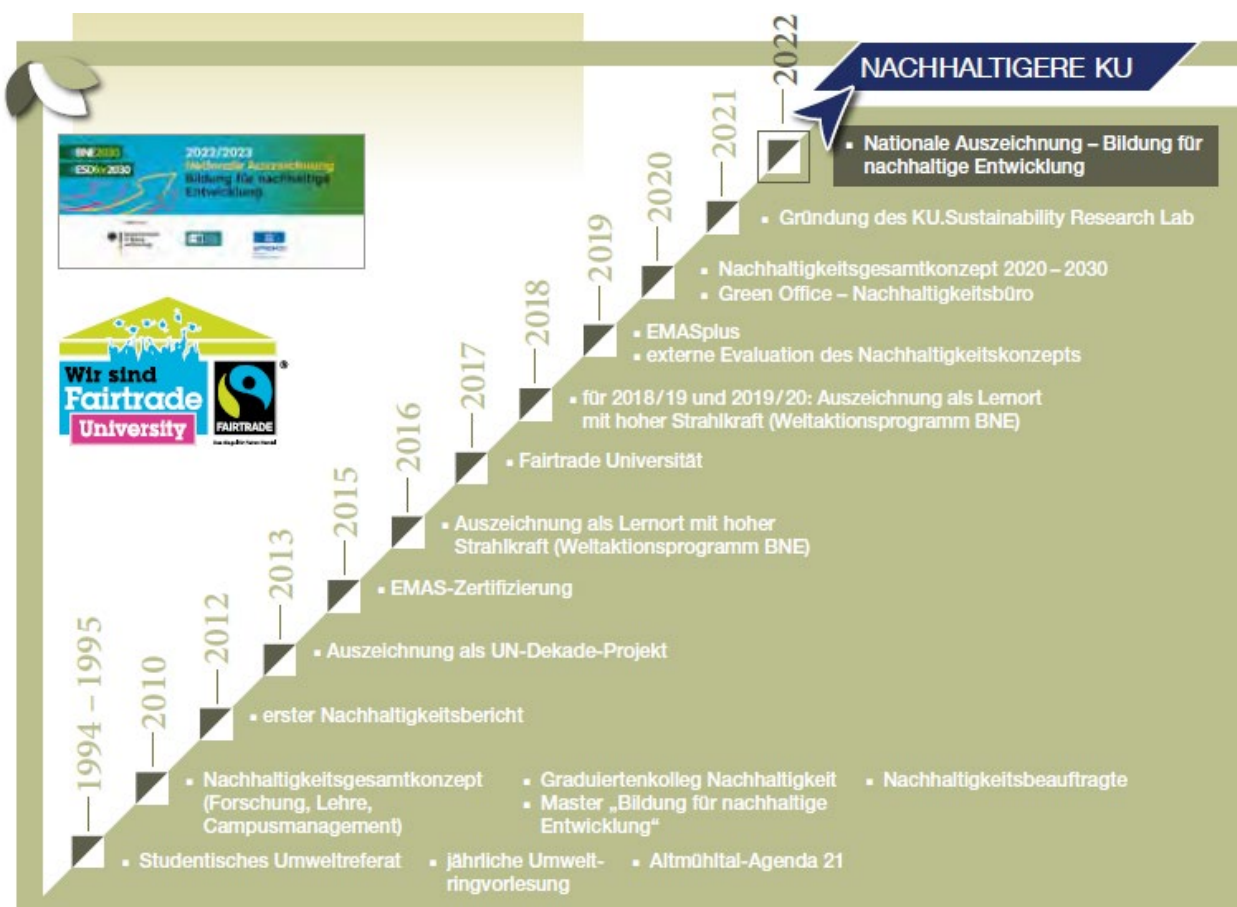 2022
NACHHALTIGERE KU
▪ Nationale Auszeichnung – Bildung für
nachhaltige Entwicklung
2021
▪ Gründung des KU.Sustainability Research Lab
BNE2030
ESDfor2030
2022/2023
Nationale Auszeichnung
Bildung für nachhaltige
Entwicklung
2020
▪ Nachhaltigkeitsgesamtkonzept 2020 – 2030
▪ Green Office – Nachhaltigkeitsbüro
2019
▪ EMASplus
▪ externe Evaluation des Nachhaltigkeitskonzepts
2018
▪ für 2018/19 und 2019/20: Auszeichnung als Lernort
mit hoher Strahlkraft (Weltaktionsprogramm BNE)
Wir sind
Fairtrade
University
FAIRTRADE
®
2017
▪ Fairtrade Universität
2016
▪ Auszeichnung als Lernort mit hoher
Strahlkraft (Weltaktionsprogramm BNE)
2015
▪ EMAS-Zertifizierung
2013
▪ Auszeichnung als UN-Dekade-Projekt
2012
▪ erster Nachhaltigkeitsbericht
2010
▪ Nachhaltigkeitsgesamtkonzept
(Forschung, Lehre,
Campusmanagement)
▪ Graduiertenkolleg Nachhaltigkeit
▪ Master „Bildung für nachhaltige
Entwicklung“
▪ Nachhaltigkeitsbeauftragte
1994 – 1995
▪ Studentisches Umweltreferat
▪ jährliche Umwelt-
ringvorlesung
▪ Altmühltal-Agenda 21